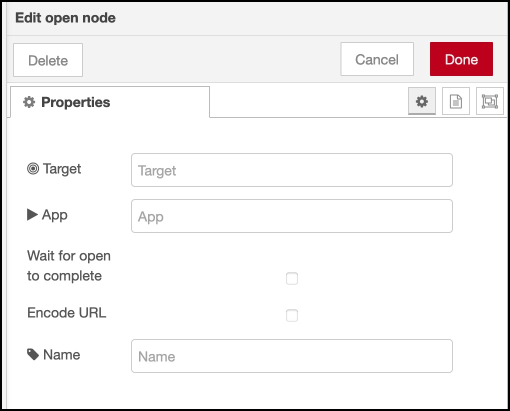 Edit open node
Delete
Cancel
Done
Properties
Target
Target
App
App
Wait for open
to complete
Encode URL
Name
Name